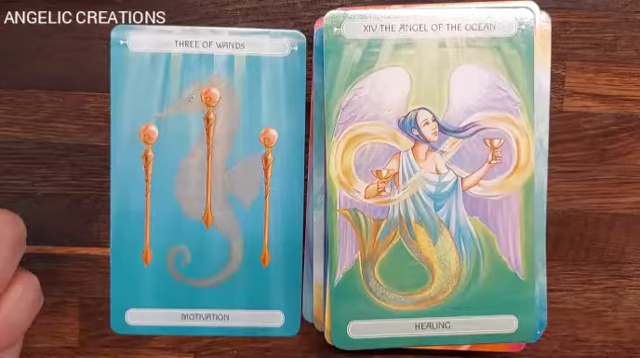 ANGELIC CREATIONS
THREE OF WANDS
XIV THE ANGEL OF THE OCEAN
MOTIVATION
HEALING